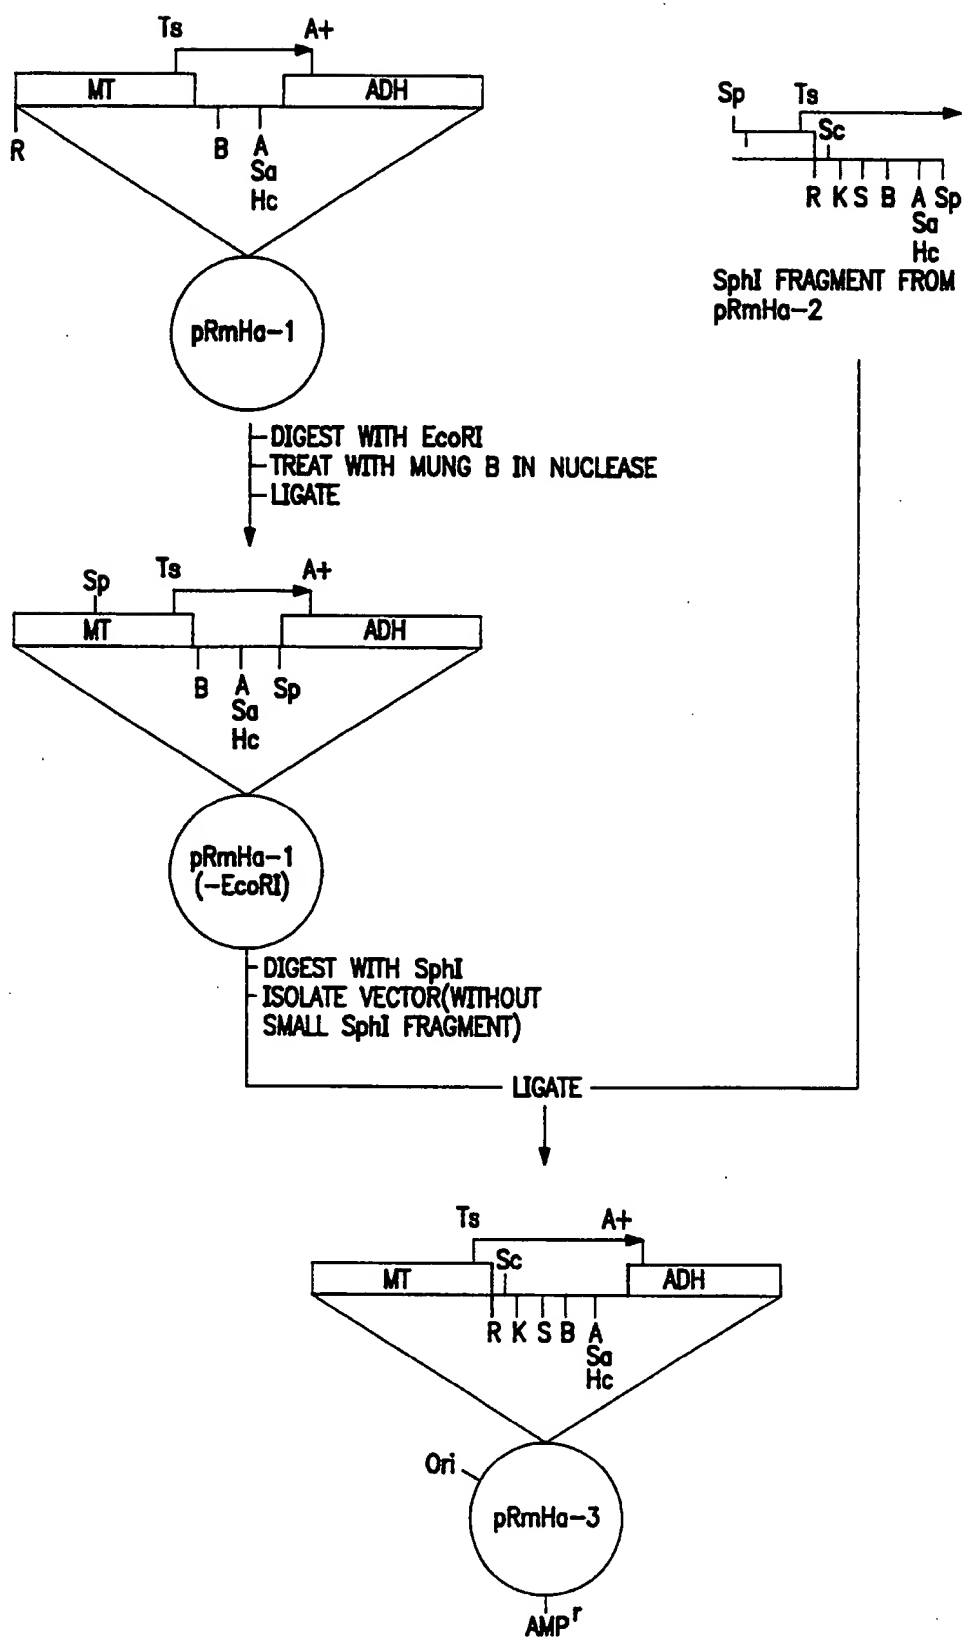 Ts A+
MT ADH
R B A
Sa
Hc
pRmHa-1
Sp Ts
Sc
R K S B A Sp
Sa
Hc
SphI FRAGMENT FROM
pRmHa-2
DIGEST WITH EcoRI
TREAT WITH MUNG B IN NUCLEASE
LIGATE
Sp Ts A+
MT ADH
B A Sp
Sa
Hc
pRmHa-1
(-EcoRI)
DIGEST WITH SphI
ISOLATE VECTOR(WITHOUT
SMALL SphI FRAGMENT)
LIGATE
Ts A+
Sc
MT ADH
R K S B A
Sa
Hc
Ori
pRmHa-3
AMP r